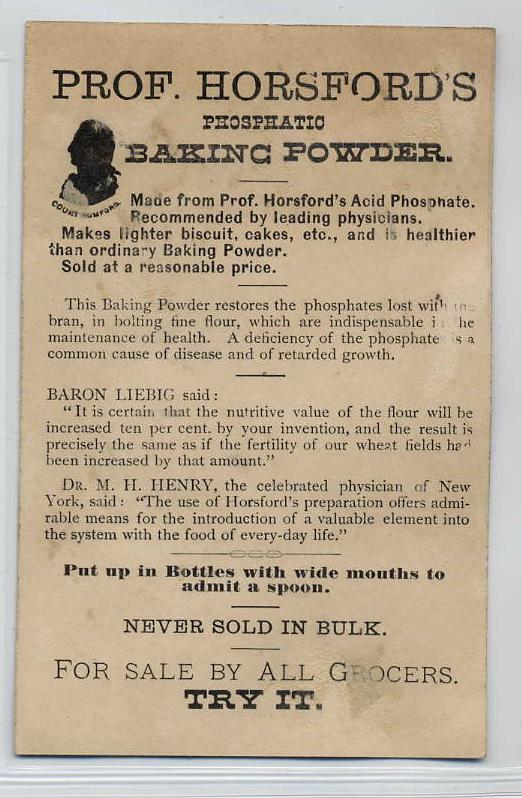 PROF. HORSFORD'S
PHOSPHATIC
BAKING POWDER.
COUNT RUMFORD.
Made from Prof. Horsford's Acid Phosphate.
Recommended by leading physicians.
Makes lighter biscuit, cakes, etc., and is healthier
than ordinary Baking Powder.
Sold at a reasonable price.
This Baking Powder restores the phosphates lost with the
bran, in bolting fine flour, which are indispensable in the
maintenance of health. A deficiency of the phosphate is a
common cause of disease and of retarded growth.
BARON LIEBIG said:
"It is certain that the nutritive value of the flour will be
increased ten per cent. by your invention, and the result is
precisely the same as if the fertility of our wheat fields had
been increased by that amount."
DR. M. H. HENRY, the celebrated physician of New
York, said: "The use of Horsford's preparation offers admi-
rable means for the introduction of a valuable element into
the system with the food of every-day life."
Put up in Bottles with wide mouths to
admit a spoon.
NEVER SOLD IN BULK.
FOR SALE BY ALL GROCERS.
TRY IT.